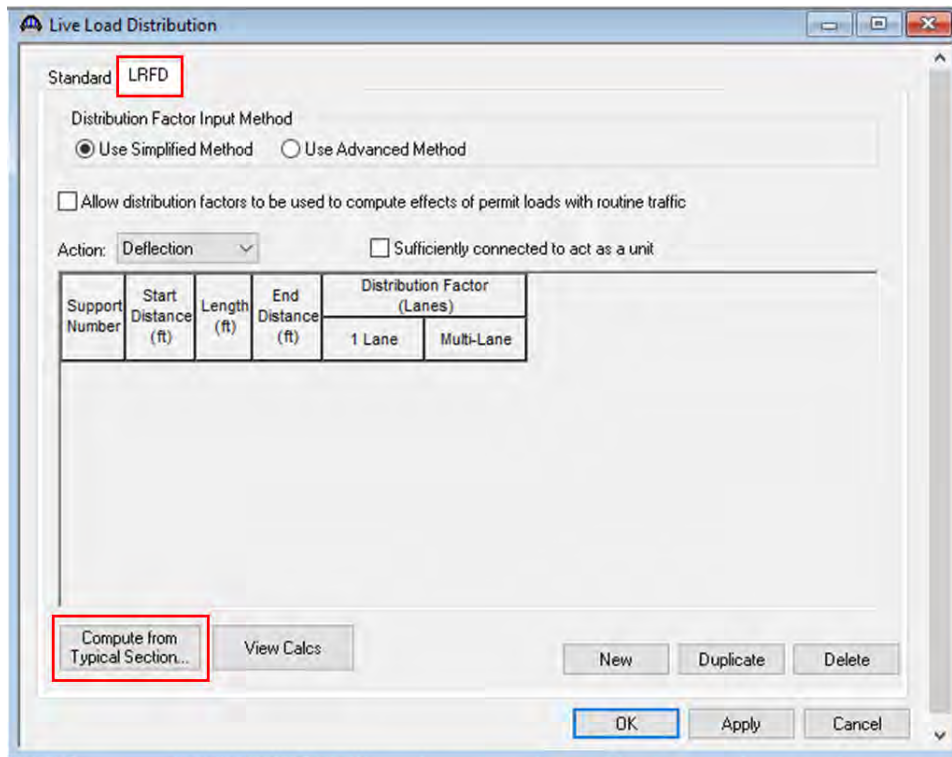 Live Load Distribution
Standard LRFD
Distribution Factor Input Method
Use Simplified Method Use Advanced Method
Allow distribution factors to be used to compute effects of permit loads with routine traffic
Action: Deflection Sufficiently connected to act as a unit
Support Number Start Distance (ft) Length (ft) End Distance (ft) Distribution Factor (Lanes)
1 Lane Multi-Lane
Compute from Typical Section... View Calcs
New Duplicate Delete
OK Apply Cancel